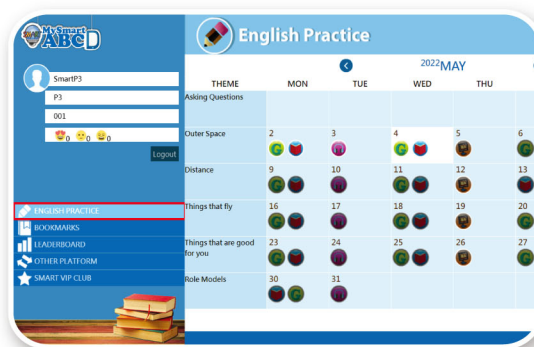 MySmart
ABCD
English Practice
2022MAY
SmartP3
P3
001
0 0 0
Logout
ENGLISH PRACTICE
BOOKMARKS
LEADERBOARD
OTHER PLATFORM
SMART VIP CLUB
THEME MON TUE WED THU
Asking Questions
Outer Space 2 3 4 5 6
Distance 9 10 11 12 13
Things that fly 16 17 18 19 20
Things that are good 23 24 25 26 27
for you
Role Models 30 31